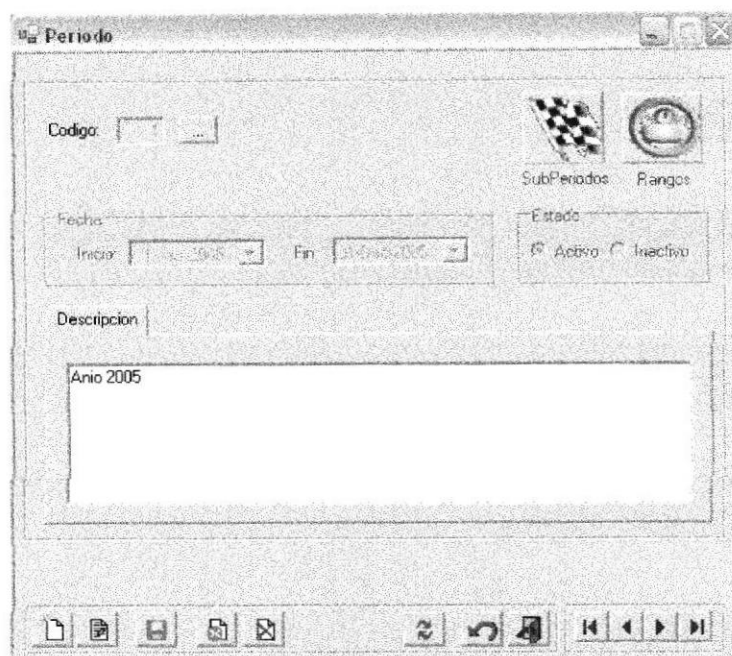 Periodo
Codigo: ...
SubPeriodos Rangos
Fecha
Inicio: Fin
Estado
Activo Inactivo
Descripcion
Anio 2005